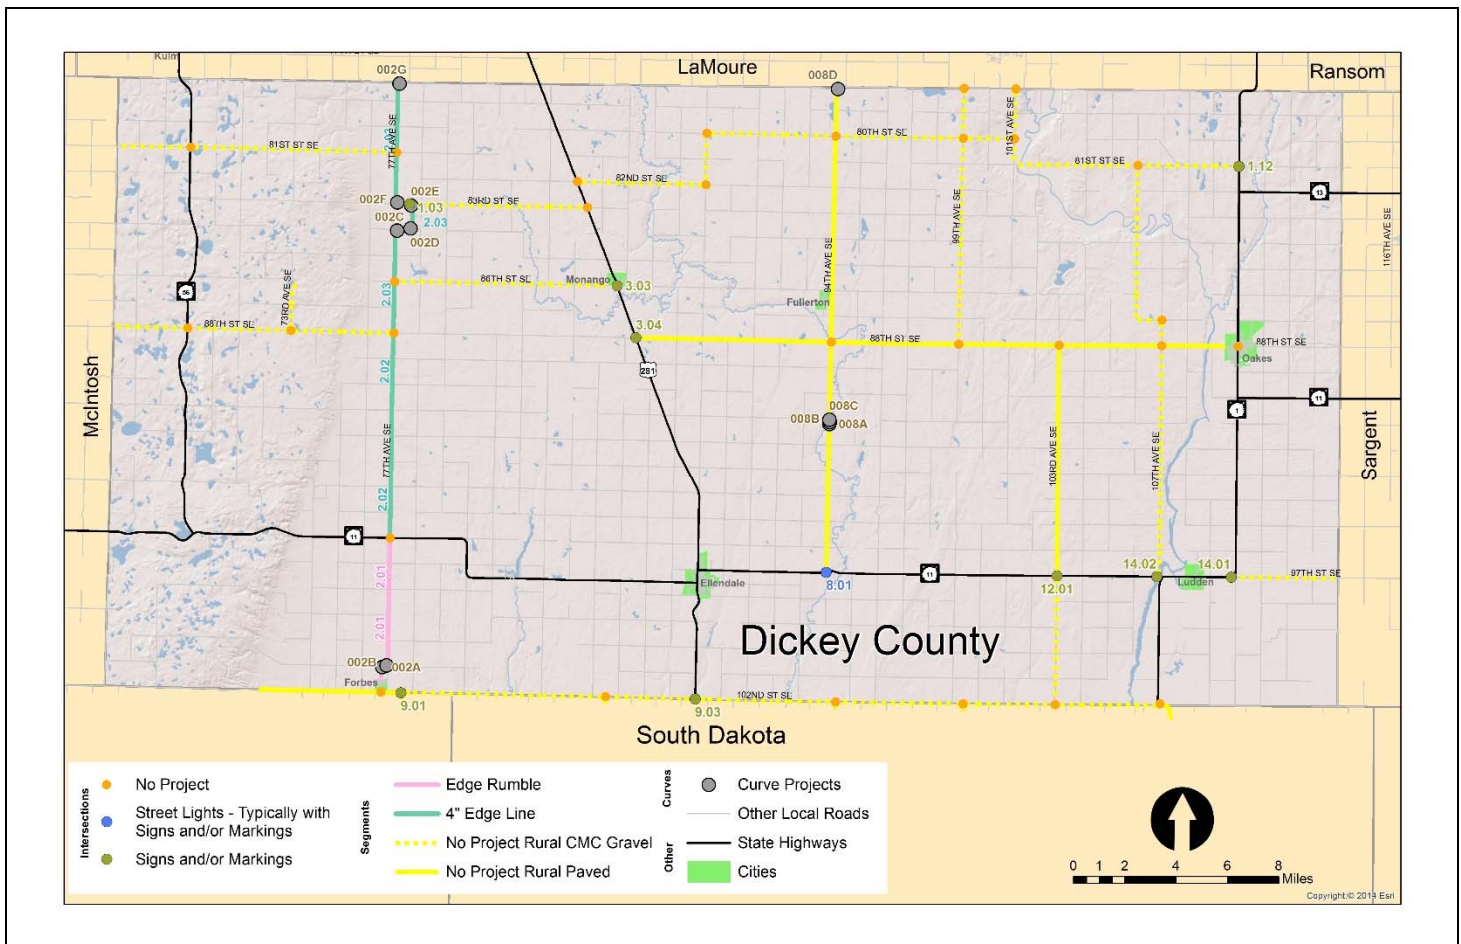 Kulm
LaMoure
Ransom
002G
008D
77TH AVE SE
80TH ST SE
101ST AVE SE
81ST ST SE
81ST ST SE
1.12
82ND ST SE
13
002E
002F
1.03
83RD ST SE
002C
2.03
002D
99TH AVE SE
116TH AVE SE
94TH AVE SE
56
73RD AVE SE
2.03
86TH ST SE
Monango
3.03
Fullerton
88TH ST SE
3.04
88TH ST SE
88TH ST SE
Oakes
McIntosh
2.02
281
11
1
008C
008B
008A
Sargent
77TH AVE SE
103RD AVE SE
107TH AVE SE
2.02
11
2.01
Ellendale
8.01
11
12.01
14.02
14.01
Ludden
97TH ST SE
2.01
Dickey County
002B
002A
Forbes
9.01
9.03
102ND ST SE
South Dakota
Intersections
No Project
Street Lights - Typically with
Signs and/or Markings
Signs and/or Markings
Segments
Edge Rumble
4" Edge Line
No Project Rural CMC Gravel
No Project Rural Paved
Curves
Curve Projects
Other
Other Local Roads
State Highways
Cities
0 1 2 4 6 8
Miles
Copyright:© 2014 Esri